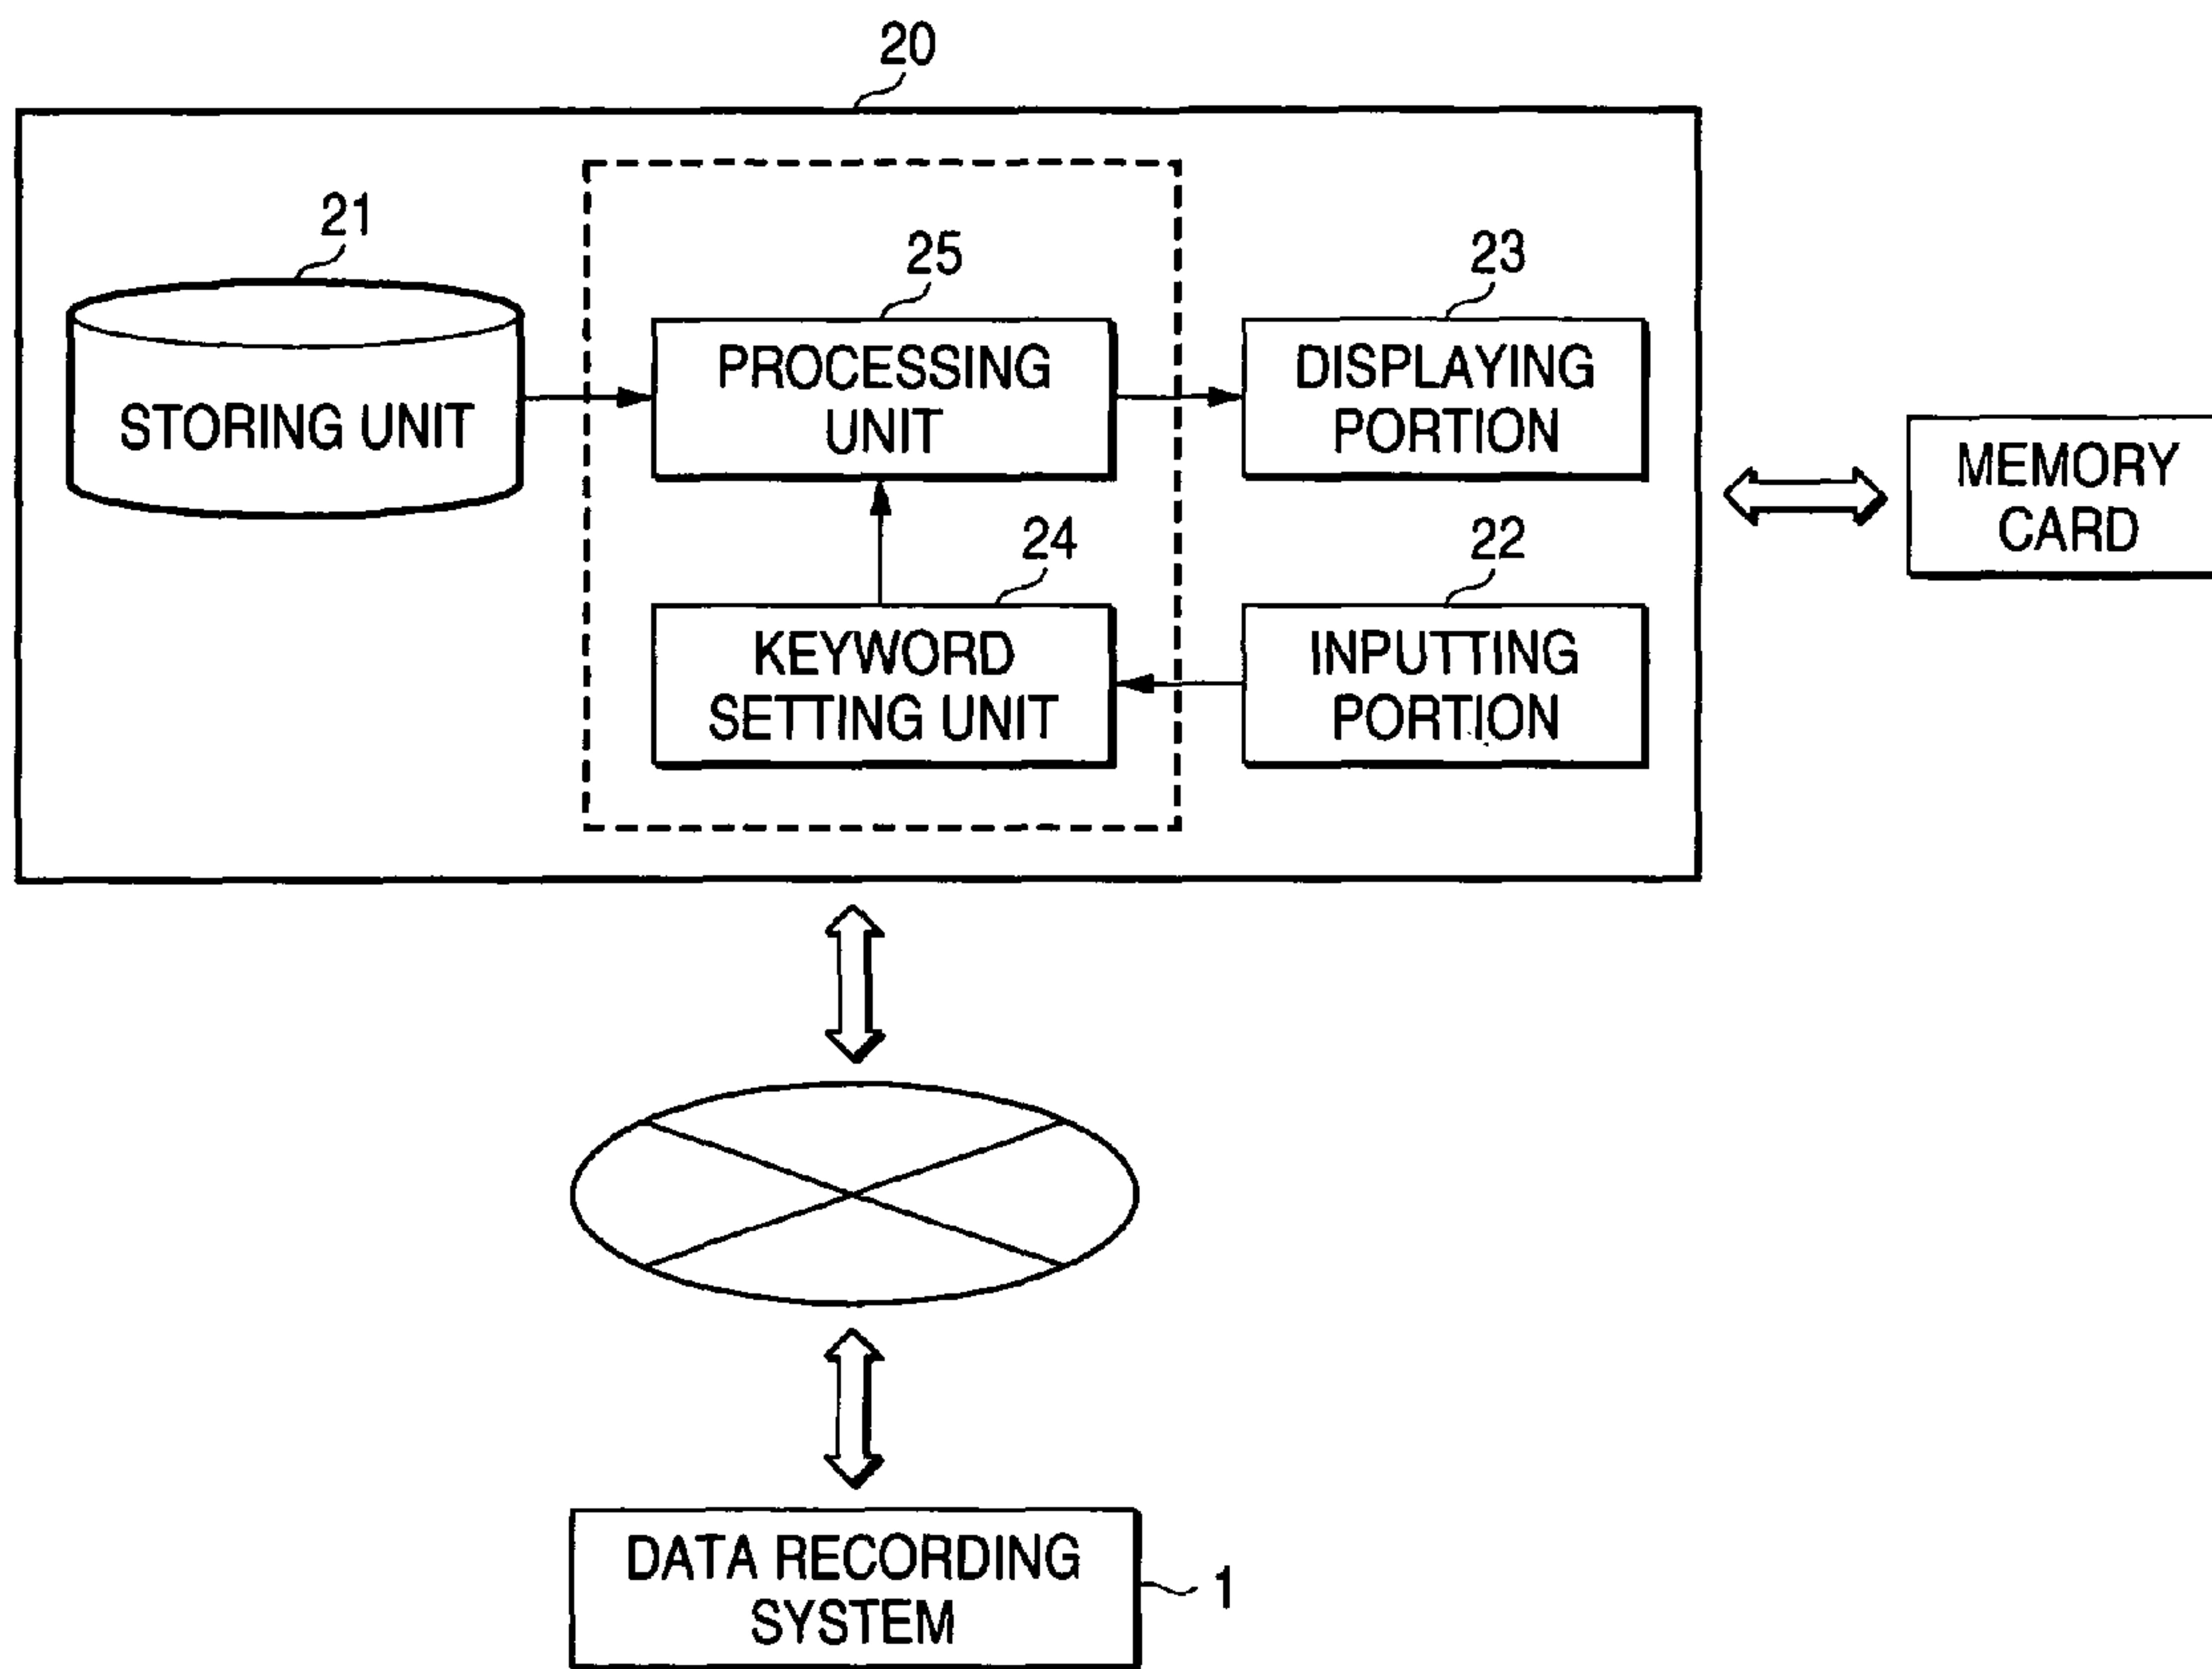 20
21
STORING UNIT
25
PROCESSING
UNIT
23
DISPLAYING
PORTION
24
KEYWORD
SETTING UNIT
22
INPUTTING
PORTION
MEMORY
CARD
DATA RECORDING
SYSTEM
1